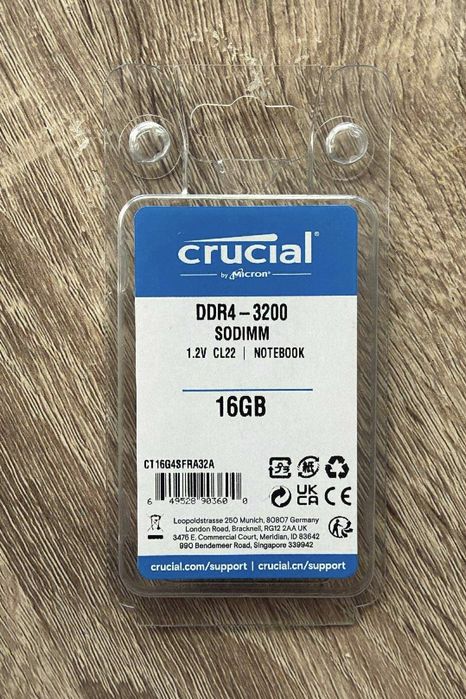 crucial®
by Micron®
DDR4-3200
SODIMM
1.2V CL22 | NOTEBOOK
16GB
CT16G4SFRA32A
6 49528 90360 0
UK
CA
CE
Leopoldstrasse 250 Munich, 80807 Germany
London Road, Bracknell, RG12 2AA UK
3475 E. Commercial Court, Meridian, ID 83642
990 Bendemeer Road, Singapore 339942
crucial.com/support | crucial.cn/support